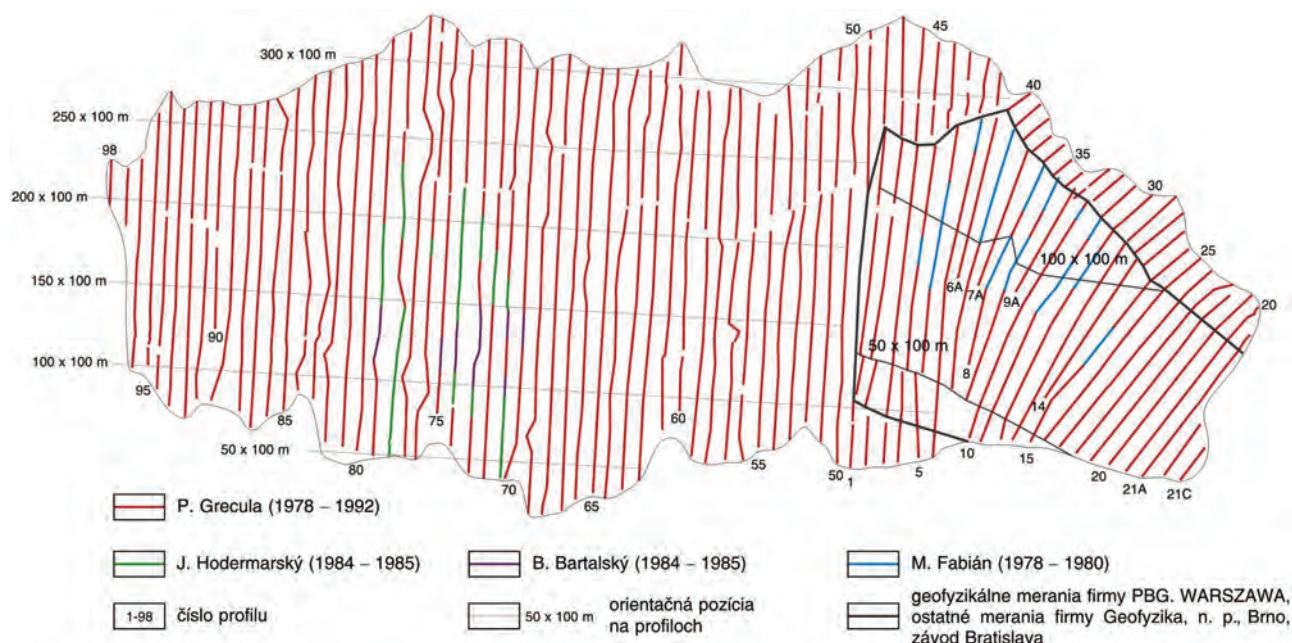 50
45
300 x 100 m
40
250 x 100 m
98
35
30
200 x 100 m
25
100 x 100 m
150 x 100 m
6A
7A
9A
20
90
50 x 100 m
100 x 100 m
8
95
14
85
75
60
50 x 100 m
80
70
65
55
50
1
5
10
15
20
21A
21C
P. Grecula (1978 – 1992)
J. Hodermarský (1984 – 1985)
B. Bartalský (1984 – 1985)
M. Fabián (1978 – 1980)
1-98
číslo profilu
50 x 100 m
orientačná pozícia
na profiloch
geofyzikálne merania firmy PBG. WARSZAWA,
ostatné merania firmy Geofyzika, n. p., Brno,
závod Bratislava